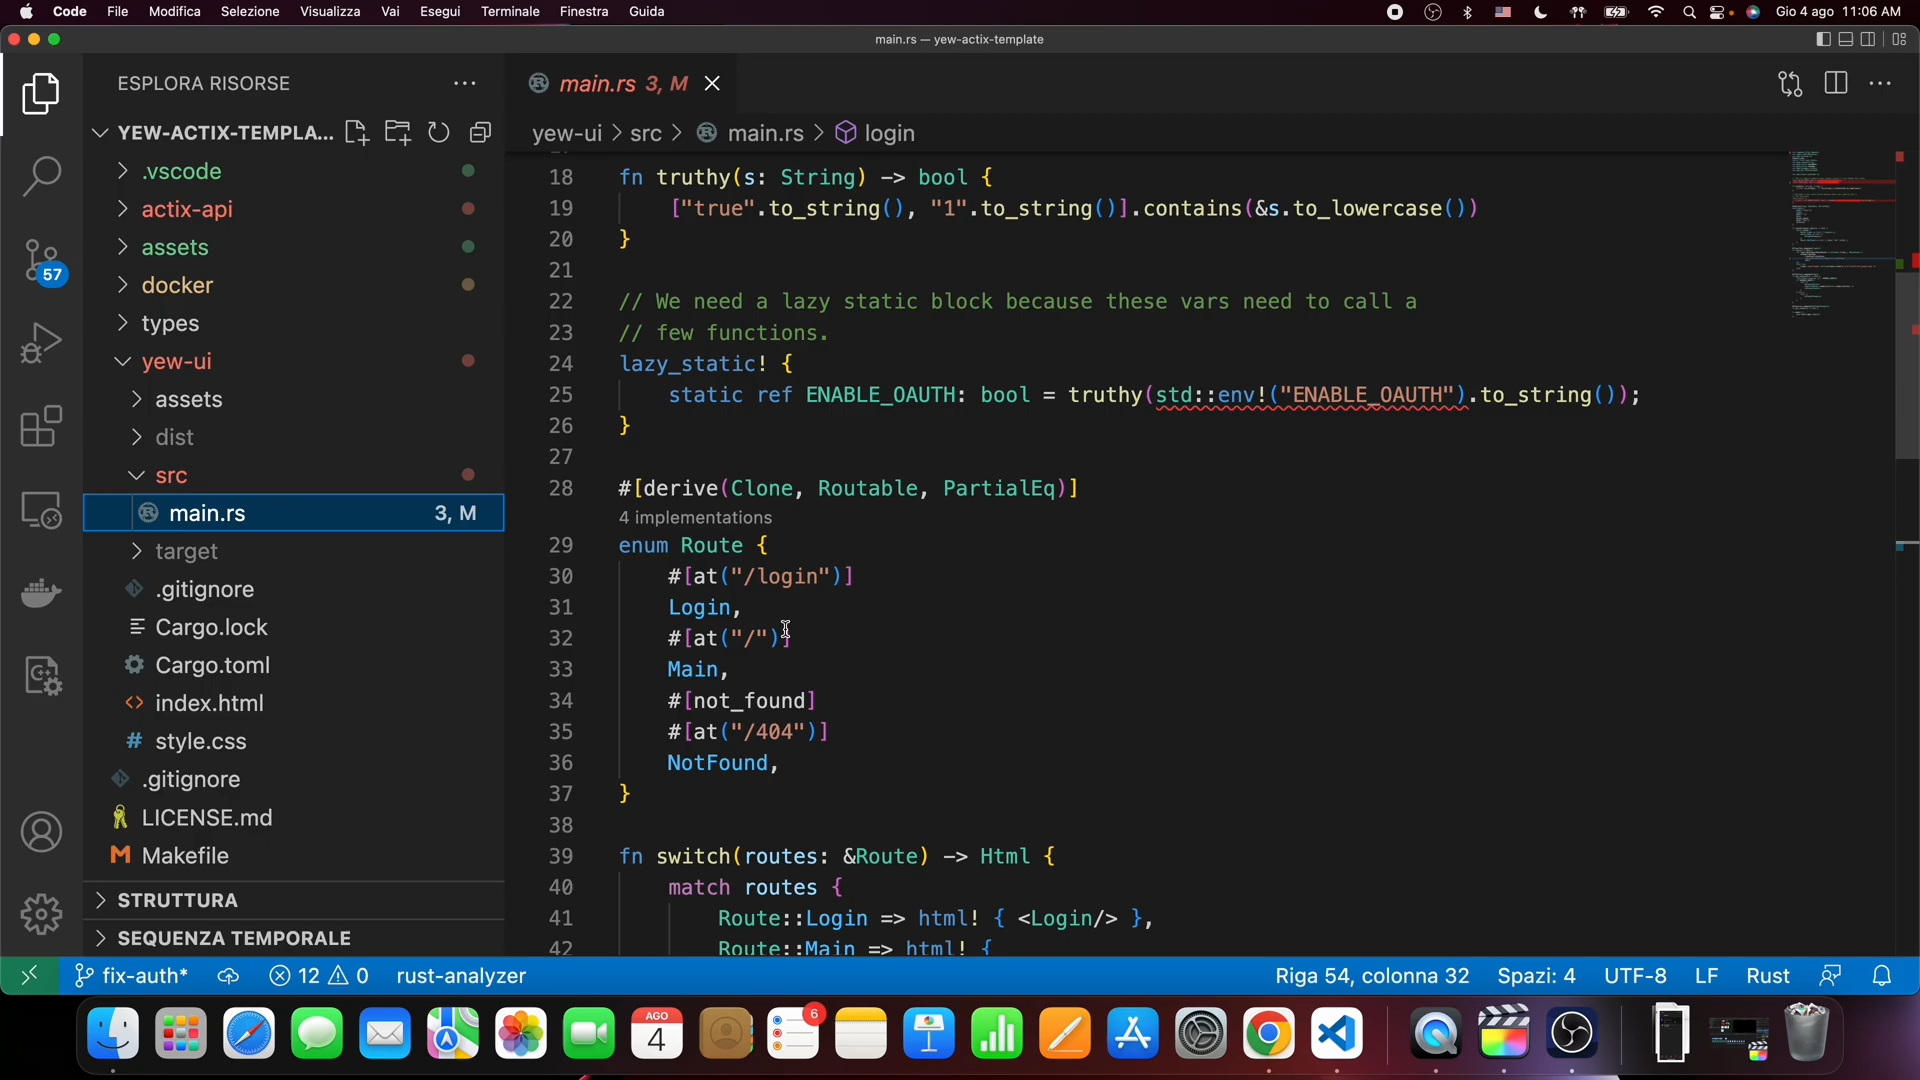 Code File Modifica Selezione Visualizza Vai Esegui Terminale Finestra Guida Gio 4 ago 11:06 AM
main.rs — yew-actix-template
ESPLORA RISORSE
main.rs 3, M
YEW-ACTIX-TEMPLA...
yew-ui > src > main.rs > login
.vscode
actix-api
assets
docker
types
yew-ui
assets
dist
src
main.rs 3, M
target
.gitignore
Cargo.lock
Cargo.toml
index.html
style.css
.gitignore
LICENSE.md
Makefile
STRUTTURA
SEQUENZA TEMPORALE
57
18 fn truthy(s: String) -> bool {
19 ["true".to_string(), "1".to_string()].contains(&s.to_lowercase())
20 }
21
22 // We need a lazy static block because these vars need to call a
23 // few functions.
24 lazy_static! {
25 static ref ENABLE_OAUTH: bool = truthy(std::env!("ENABLE_OAUTH").to_string());
26 }
27
28 #[derive(Clone, Routable, PartialEq)]
4 implementations
29 enum Route {
30 #[at("/login")]
31 Login,
32 #[at("/")]
33 Main,
34 #[not_found]
35 #[at("/404")]
36 NotFound,
37 }
38
39 fn switch(routes: &Route) -> Html {
40 match routes {
41 Route::Login => html! { <Login/> },
42 Route::Main => html! {
fix-auth* 12 0 rust-analyzer Riga 54, colonna 32 Spazi: 4 UTF-8 LF Rust
AGO
4
6